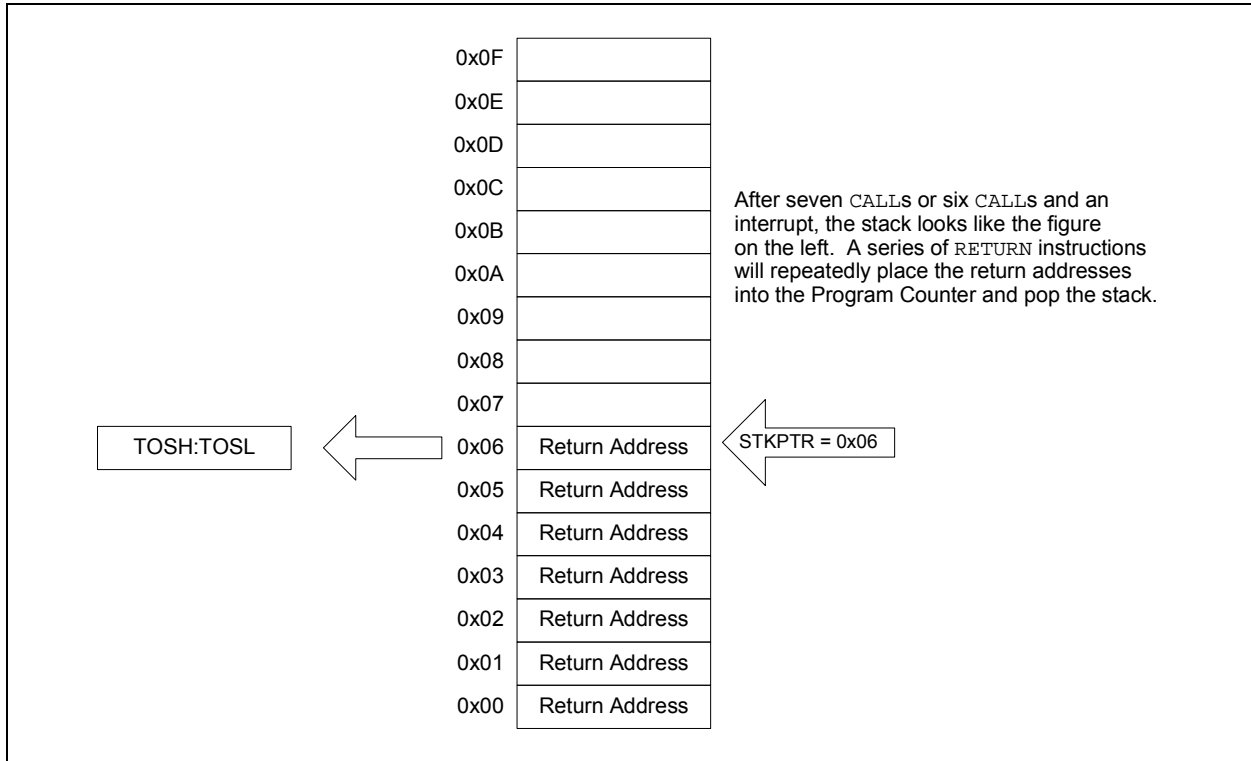 0x0F
0x0E
0x0D
0x0C
0x0B
0x0A
0x09
0x08
0x07
0x06 Return Address
0x05 Return Address
0x04 Return Address
0x03 Return Address
0x02 Return Address
0x01 Return Address
0x00 Return Address
TOSH:TOSL
STKPTR = 0x06
After seven CALLs or six CALLs and an
interrupt, the stack looks like the figure
on the left. A series of RETURN instructions
will repeatedly place the return addresses
into the Program Counter and pop the stack.